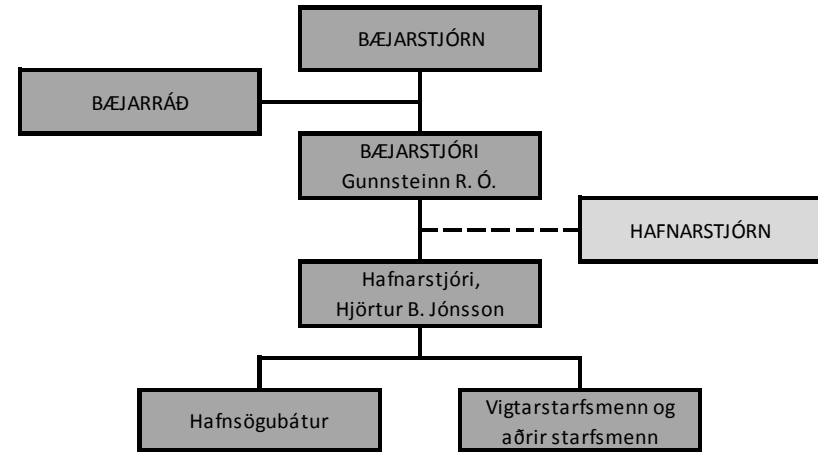 BÆJARSTJÓRN
BÆJARRÁÐ
BÆJARSTJÓRI
Gunnsteinn R. Ó.
HAFNARSTJÓRN
Hafnarstjóri,
Hjörtur B. Jónsson
Hafnsögubátur
Vigtarstarfsmenn og
aðrir starfsmenn